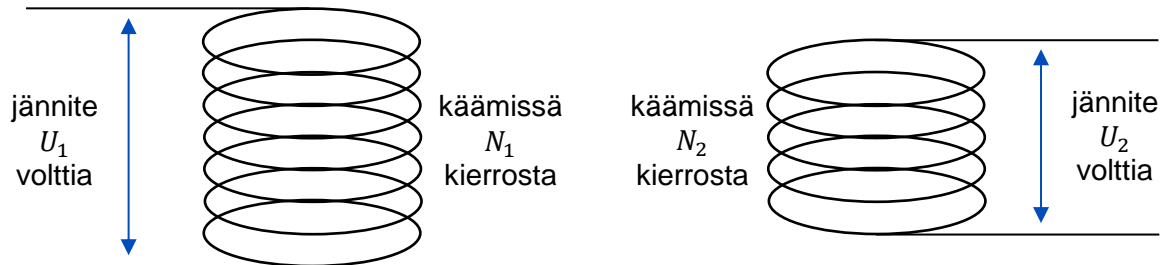 jännite
U₁
volttia
käämissä
N₁
kierrosta
käämissä
N₂
kierrosta
jännite
U₂
volttia